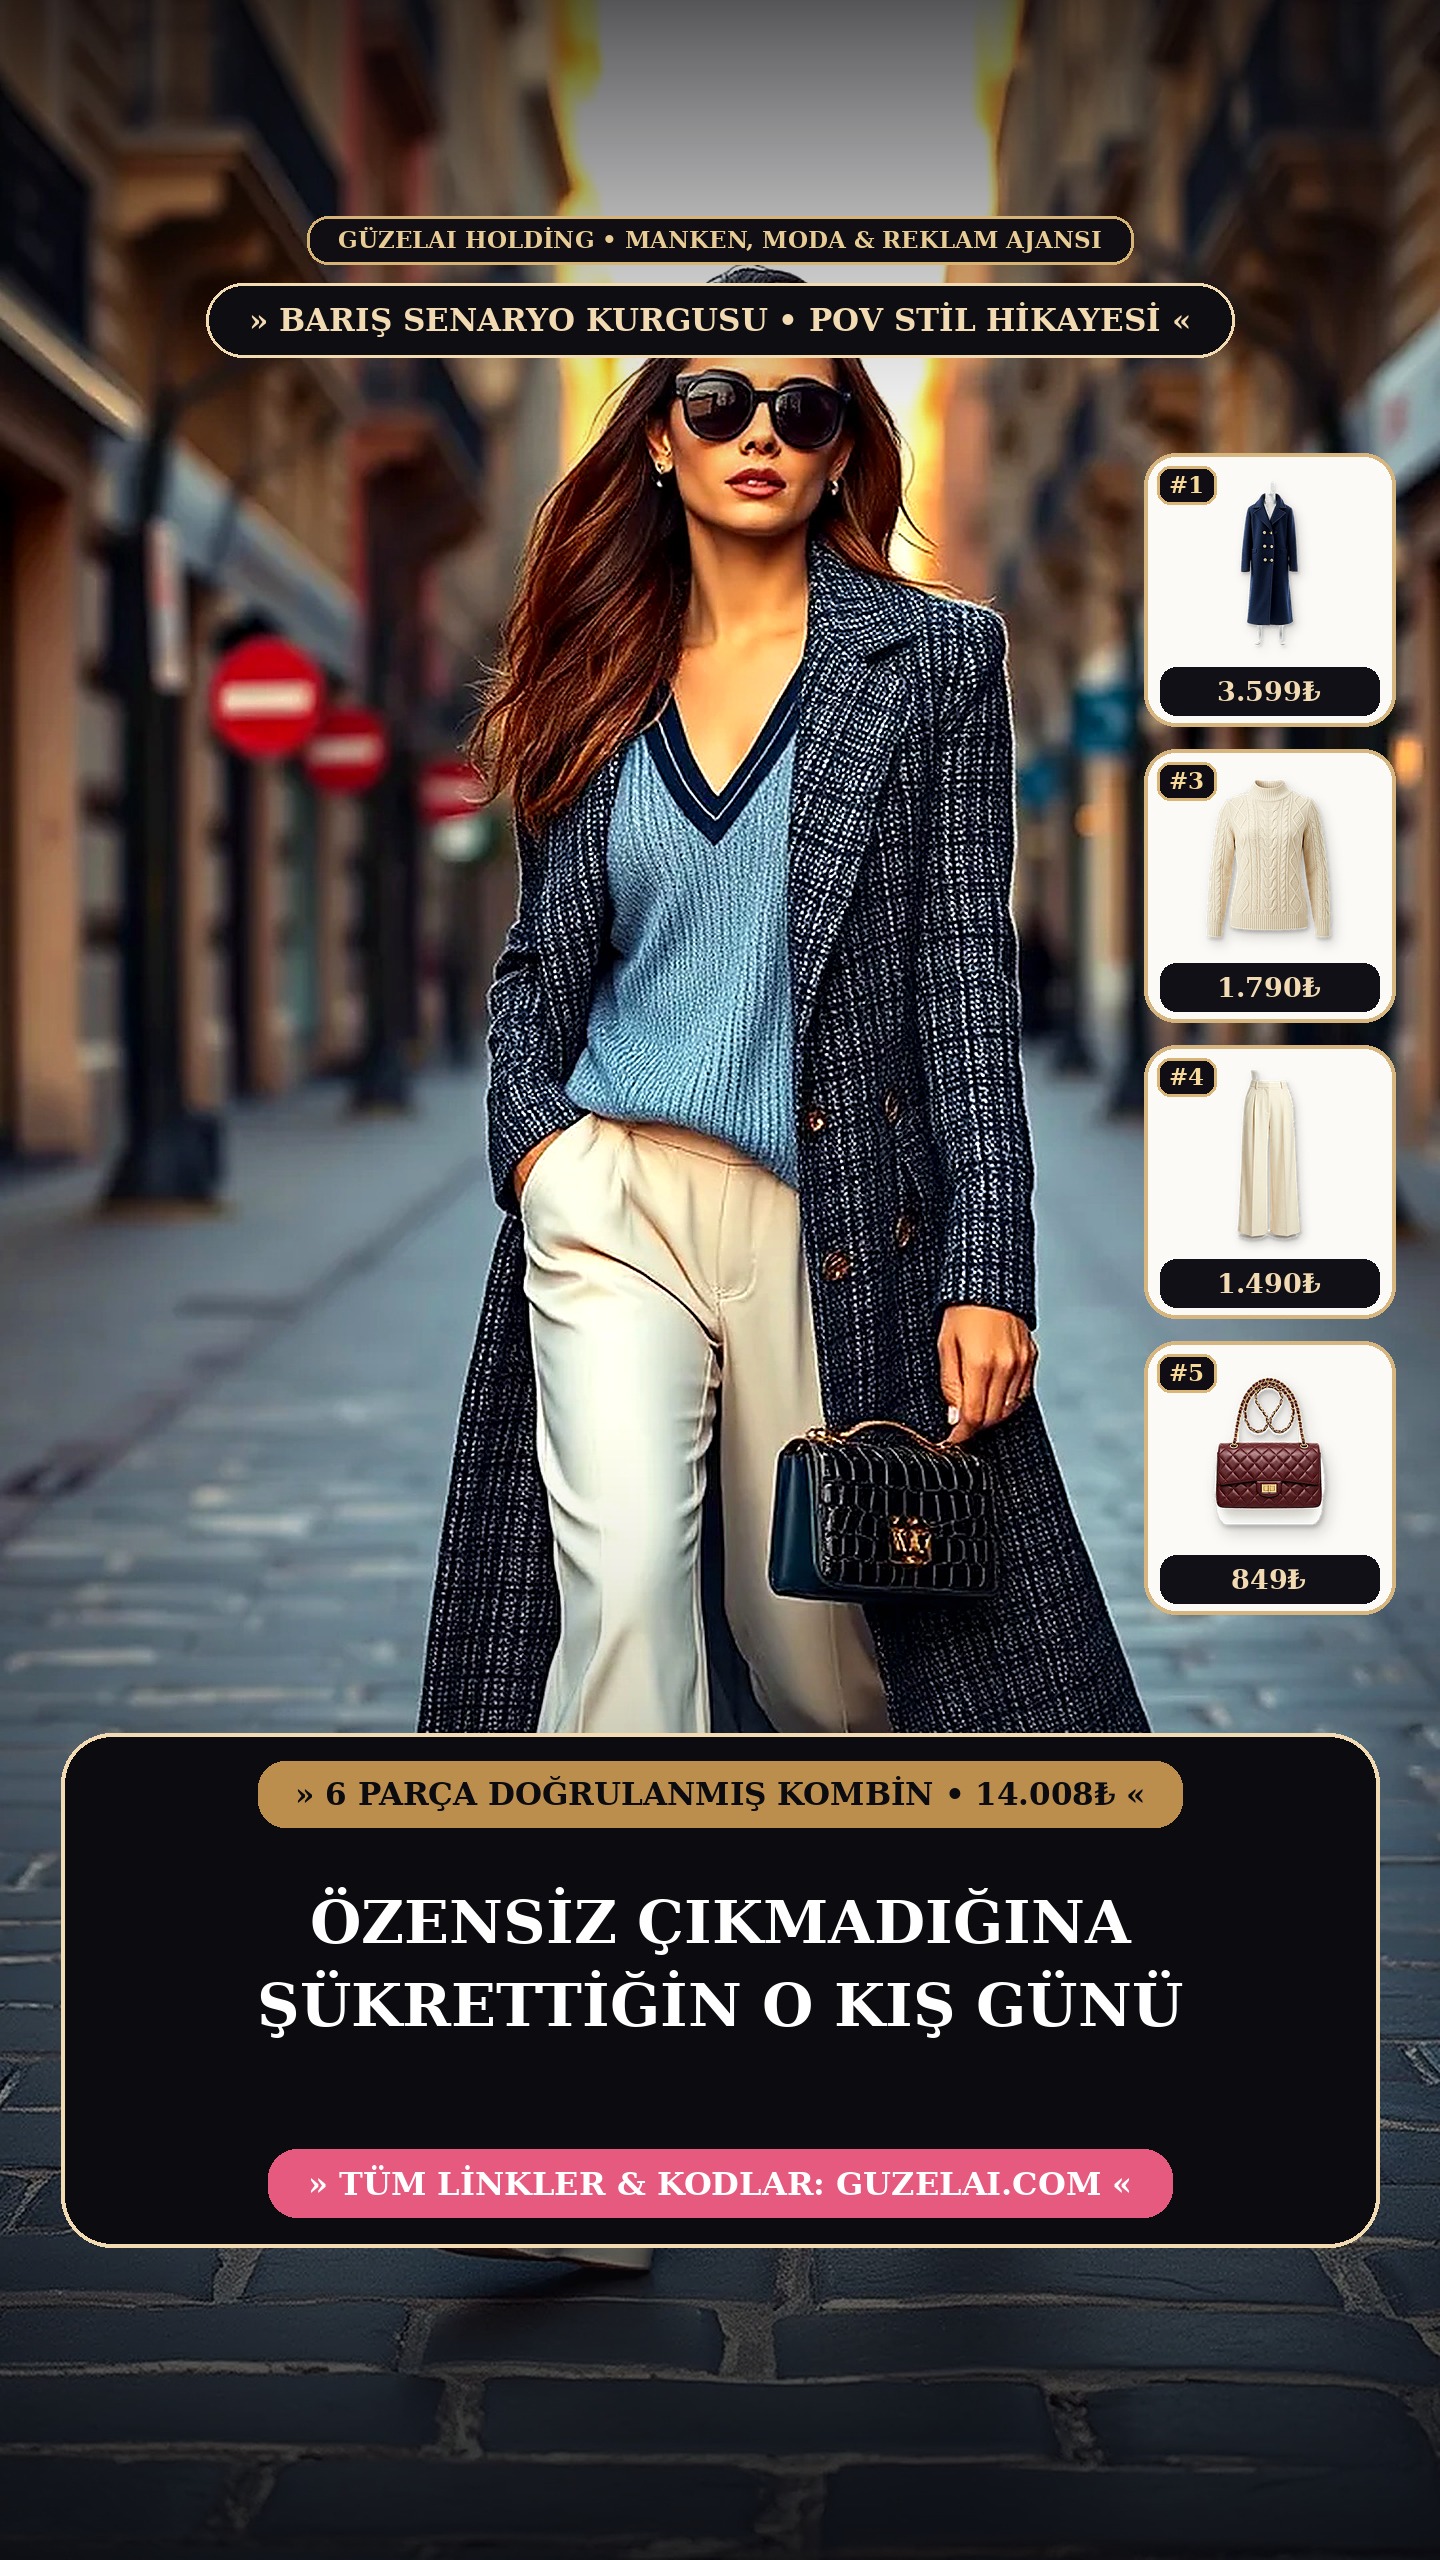 GÜZELAI HOLDİNG • MANKEN, MODA & REKLAM AJANSI
» BARIŞ SENARYO KURGUSU • POV STİL HİKAYESİ «
#1
3.599₺
#3
1.790₺
#4
1.490₺
#5
849₺
» 6 PARÇA DOĞRULANMIŞ KOMBİN • 14.008₺ «
ÖZENSİZ ÇIKMADIĞINA
ŞÜKRETTİĞİN O KIŞ GÜNÜ
» TÜM LİNKLER & KODLAR: GUZELAI.COM «